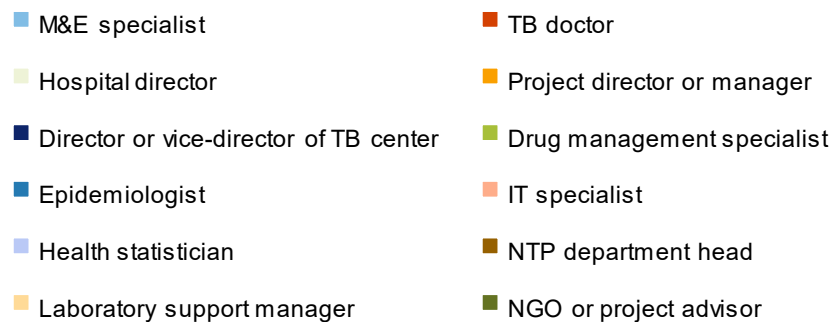 M&E specialist
TB doctor
Hospital director
Project director or manager
Director or vice-director of TB center
Drug management specialist
Epidemiologist
IT specialist
Health statistician
NTP department head
Laboratory support manager
NGO or project advisor